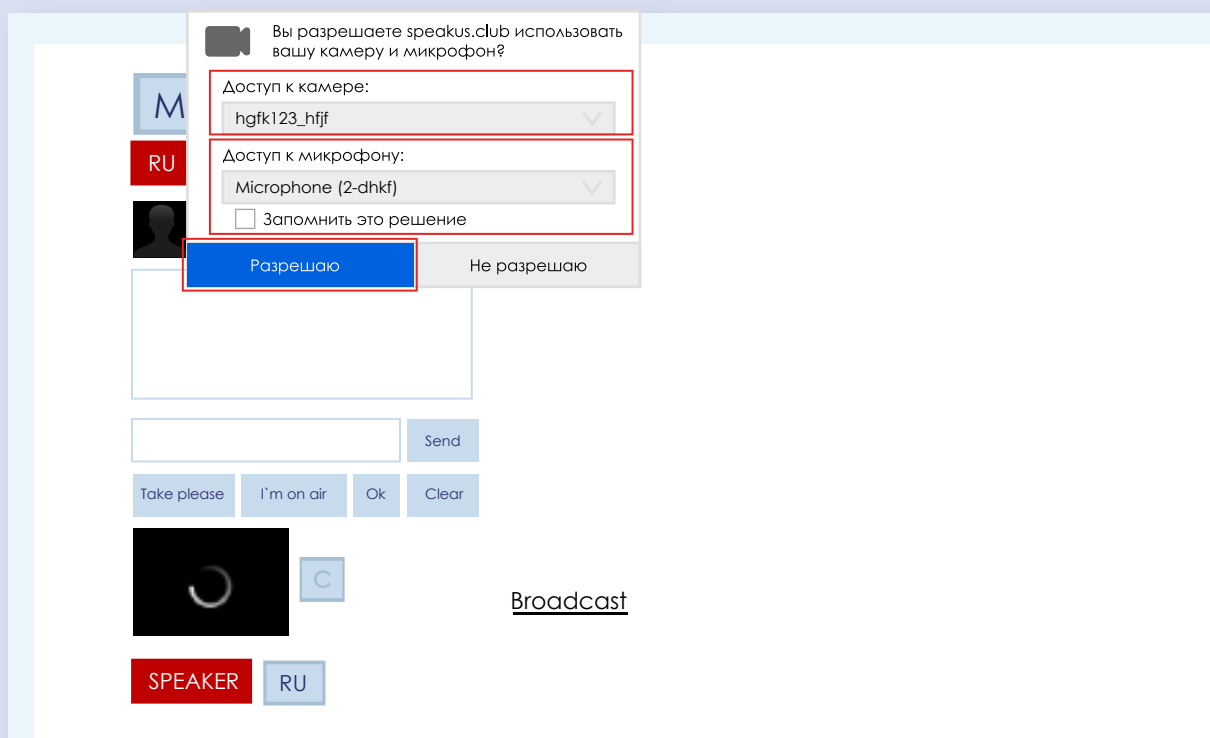 Вы разрешаете speakus.club использовать
вашу камеру и микрофон?
Доступ к камере:
hgfk123_hfjf
Доступ к микрофону:
Microphone (2-dhkf)
Запомнить это решение
Разрешаю
Не разрешаю
M
RU
Send
Take please
I`m on air
Ok
Clear
C
Broadcast
SPEAKER
RU